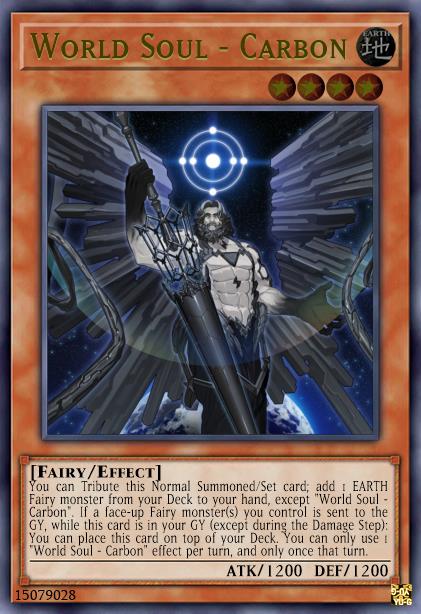 World Soul - Carbon
EARTH
地
[Fairy/Effect]
You can Tribute this Normal Summoned/Set card; add 1 EARTH
Fairy monster from your Deck to your hand, except "World Soul -
Carbon". If a face-up Fairy monster(s) you control is sent to the
GY, while this card is in your GY (except during the Damage Step):
You can place this card on top of your Deck. You can only use 1
"World Soul - Carbon" effect per turn, and only once that turn.
ATK/1200 DEF/1200
15079028